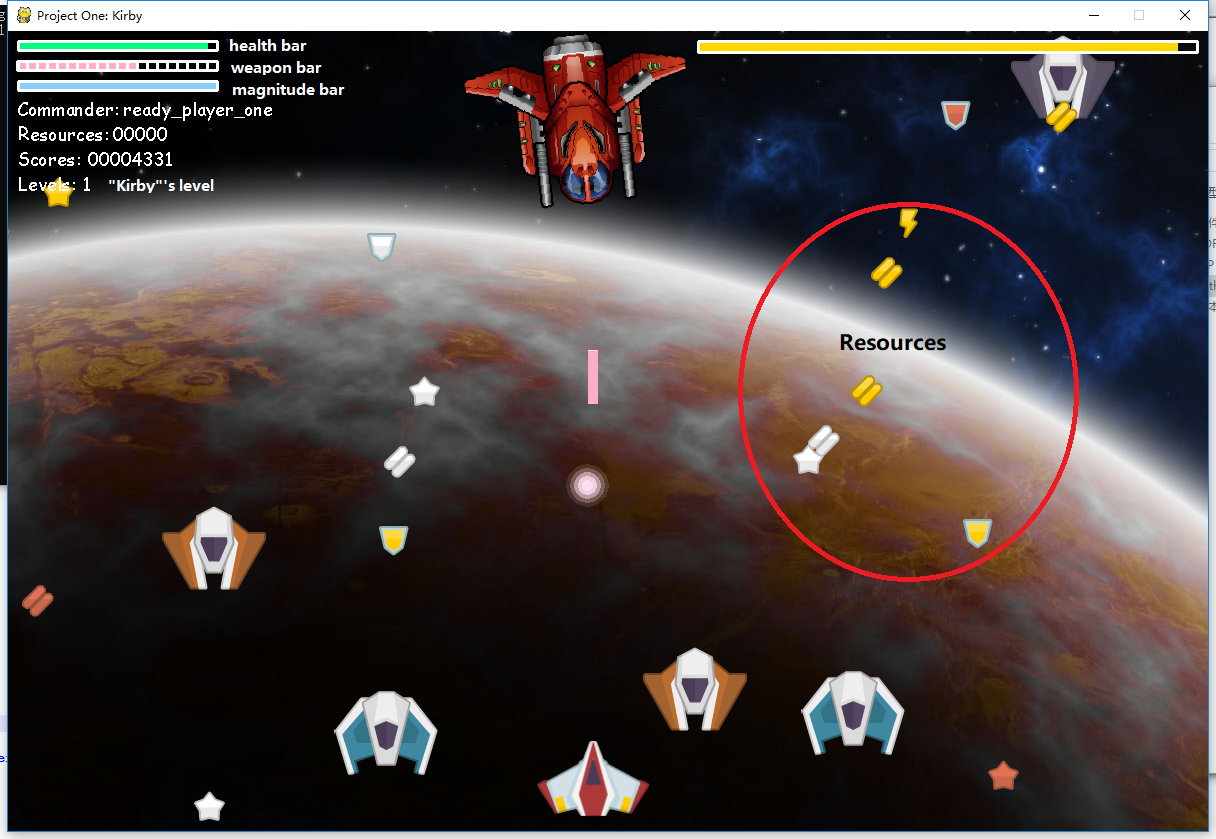 Project One: Kirby
health bar
weapon bar
magnitude bar
Commander: ready_player_one
Resources: 00000
Scores: 00004331
Levels: 1 "Kirby"'s level
Resources